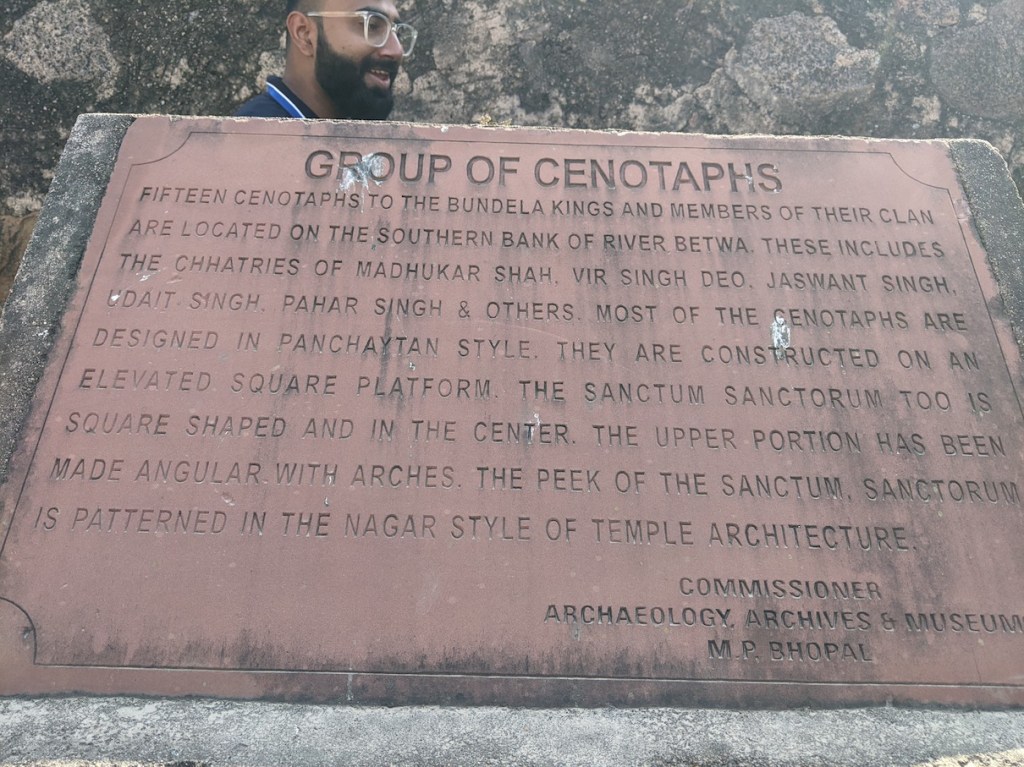 GROUP OF CENOTAPHS
FIFTEEN CENOTAPHS TO THE BUNDELA KINGS AND MEMBERS OF THEIR CLAN
ARE LOCATED ON THE SOUTHERN BANK OF RIVER BETWA. THESE INCLUDES
THE CHHATRIES OF MADHUKAR SHAH, VIR SINGH DEO, JASWANT SINGH,
UDAIT SINGH, PAHAR SINGH & OTHERS. MOST OF THE CENOTAPHS ARE
DESIGNED IN PANCHAYTAN STYLE. THEY ARE CONSTRUCTED ON AN
ELEVATED SQUARE PLATFORM. THE SANCTUM SANCTORUM TOO IS
SQUARE SHAPED AND IN THE CENTER. THE UPPER PORTION HAS BEEN
MADE ANGULAR WITH ARCHES. THE PEEK OF THE SANCTUM, SANCTORUM
IS PATTERNED IN THE NAGAR STYLE OF TEMPLE ARCHITECTURE.
COMMISSIONER
ARCHAEOLOGY, ARCHIVES & MUSEUM
M.P. BHOPAL